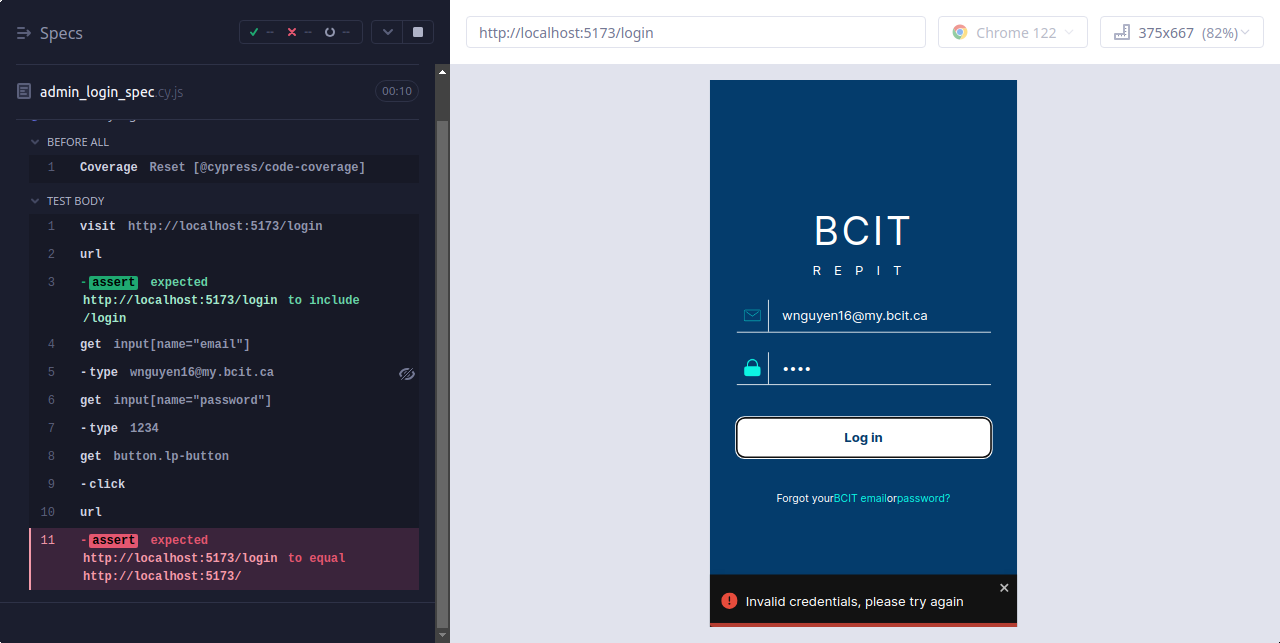 Specs
-- -- --
admin_login_spec.cy.js 00:10
BEFORE ALL
1 Coverage Reset [@cypress/code-coverage]
TEST BODY
1 visit http://localhost:5173/login
2 url
3 -assert expected
http://localhost:5173/login to include
/login
4 get input[name="email"]
5 -type wnguyen16@my.bcit.ca
6 get input[name="password"]
7 -type 1234
8 get button.lp-button
9 -click
10 url
11 -assert expected
http://localhost:5173/login to equal
http://localhost:5173/
http://localhost:5173/login
Chrome 122
375x667 (82%)
BCIT
REPIT
wnguyen16@my.bcit.ca
••••
Log in
Forgot yourBCIT emailorpassword?
Invalid credentials, please try again